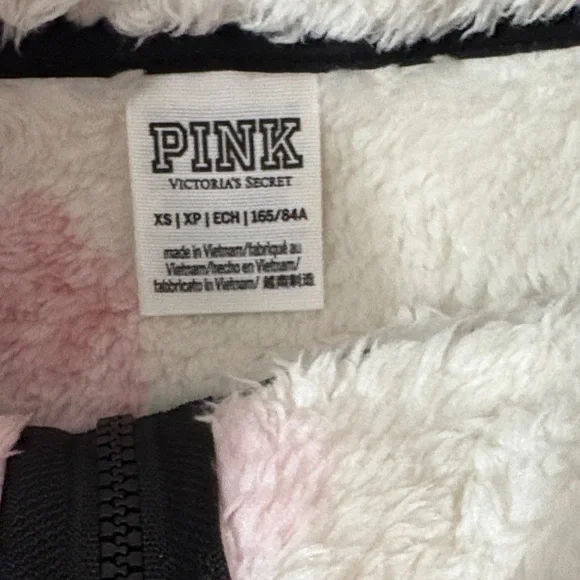 PINK
VICTORIA'S SECRET
XS | XP | ECH | 165/84A
made in Vietnam/fabriqué au
Vietnam/hecho en Vietnam/
fabbricato in Vietnam/ 越南制造